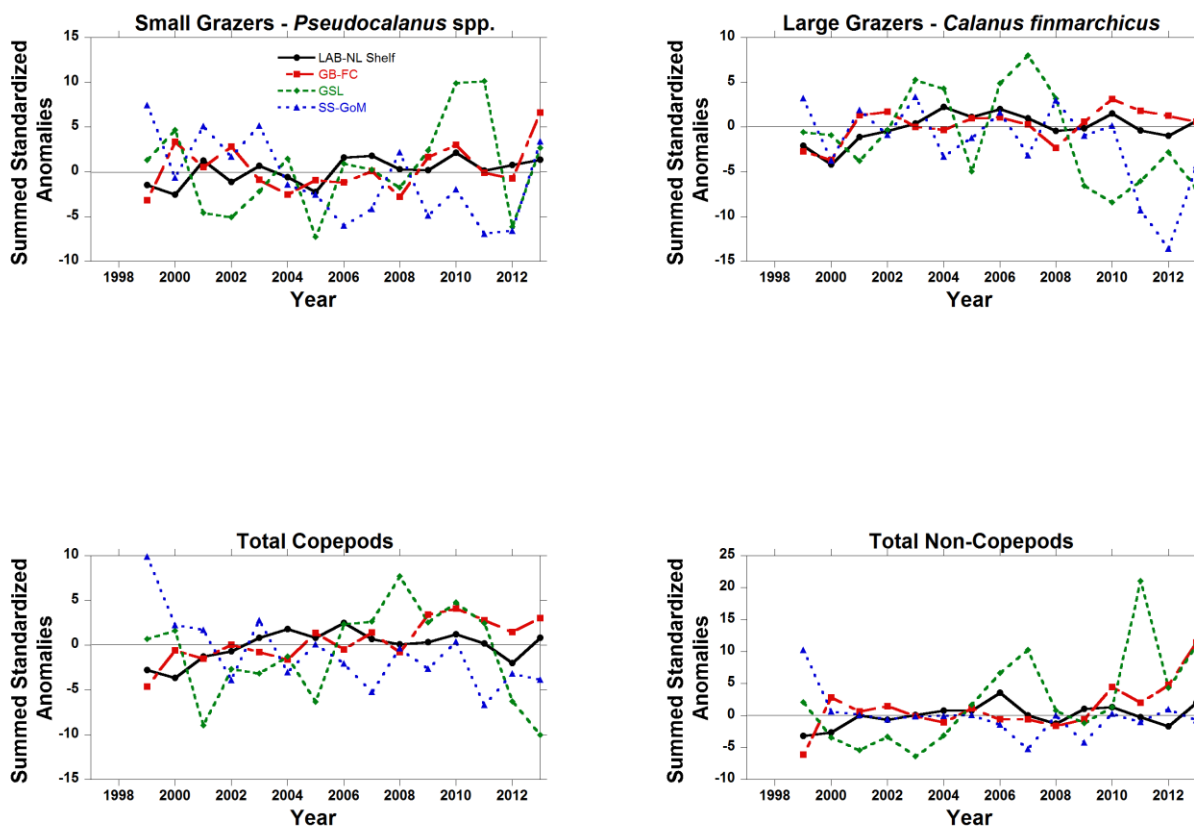 Small Grazers - Pseudocalanus spp.
Summed Standardized
Anomalies
15
10
5
0
-5
-10
LAB-NL Shelf
GB-FC
GSL
SS-GoM
1998 2000 2002 2004 2006 2008 2010 2012
Year
Large Grazers - Calanus finmarchicus
Summed Standardized
Anomalies
10
5
0
-5
-10
-15
1998 2000 2002 2004 2006 2008 2010 2012
Year
Total Copepods
Summed Standardized
Anomalies
10
5
0
-5
-10
-15
1998 2000 2002 2004 2006 2008 2010 2012
Year
Total Non-Copepods
Summed Standardized
Anomalies
25
20
15
10
5
0
-5
-10
1998 2000 2002 2004 2006 2008 2010 2012
Year